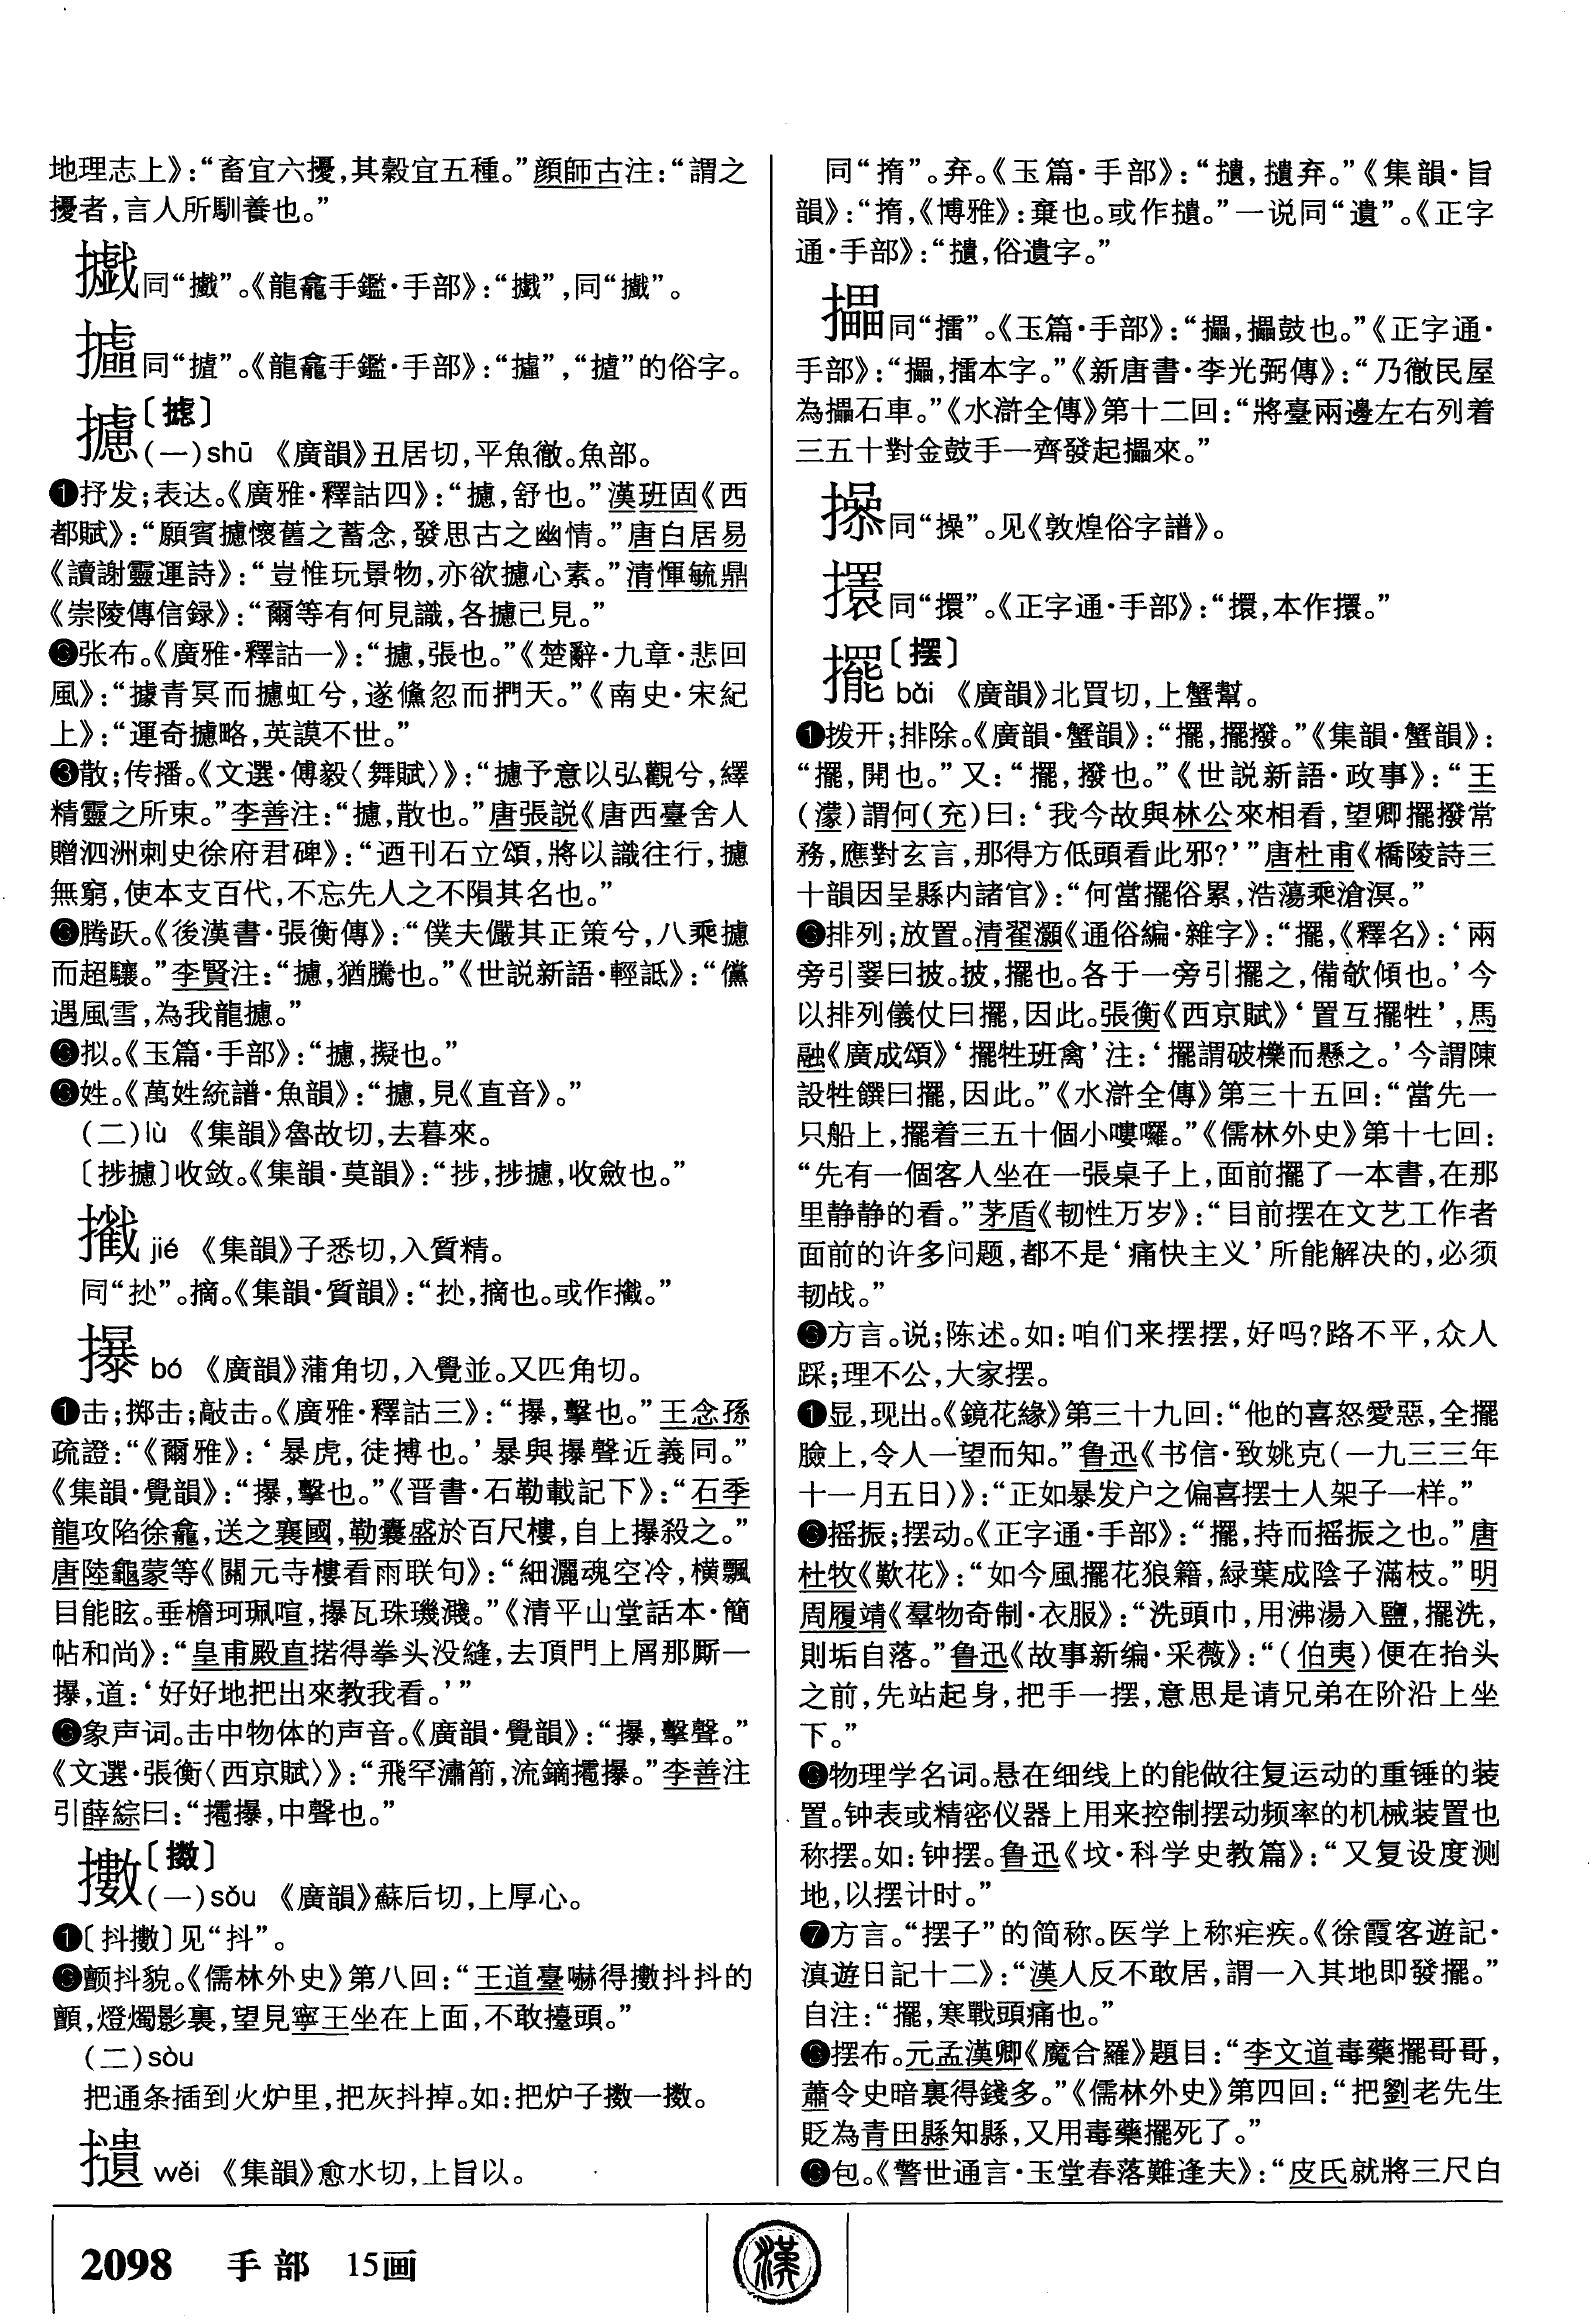 地理志上》：“畜宜六擾，其穀宜五種。”顔師古注：“謂之
擾者，言人所馴養也。”
同“㩢”。《龍龕手鑑·手部》：“”，同“㩢”。
同“摣”。《龍龕手鑑·手部》：“”，“摣”的俗字。
攄〔摅〕
（一）shū 《廣韻》丑居切，平魚徹。魚部。
❶抒发；表达。《廣雅·釋詁四》：“攄，舒也。”漢班固《西
都賦》：“願賓攄懷舊之蓄念，發思古之幽情。”唐白居易
《讀謝靈運詩》：“豈惟玩景物，亦欲攄心素。”清惲毓鼎
《崇陵傳信録》：“爾等有何見識，各攄己見。”
❷张布。《廣雅·釋詁一》：“攄，張也。”《楚辭·九章·悲回
風》：“據青冥而攄虹兮，遂儵忽而捫天。”《南史·宋紀
上》：“運奇攄略，英謨不世。”
❸散；传播。《文選·傅毅〈舞賦〉》：“攄予意以弘觀兮，繹
精靈之所束。”李善注：“攄，散也。”唐張説《唐西臺舍人
贈泗洲刺史徐府君碑》：“迺刊石立頌，將以識往行，攄
無窮，使本支百代，不忘先人之不隕其名也。”
❹腾跃。《後漢書·張衡傳》：“僕夫儼其正策兮，八乘攄
而超驤。”李賢注：“攄，猶騰也。”《世説新語·輕詆》：“儻
遇風雪，為我龍攄。”
❺拟。《玉篇·手部》：“攄，擬也。”
❻姓。《萬姓統譜·魚韻》：“攄，見《直音》。”
（二）lù 《集韻》魯故切，去暮來。
〔捗攄〕收敛。《集韻·莫韻》：“捗，捗攄，收斂也。”
㩢 jié 《集韻》子悉切，入質精。
同“㧗”。摘。《集韻·質韻》：“㧗，摘也。或作㩢。”
㩧 bó 《廣韻》蒲角切，入覺並。又匹角切。
❶击；掷击；敲击。《廣雅·釋詁三》：“㩧，擊也。”王念孫
疏證：“《爾雅》：‘暴虎，徒搏也。’暴與㩧聲近義同。”
《集韻·覺韻》：“㩧，擊也。”《晋書·石勒載記下》：“石季
龍攻陷徐龕，送之襄國，勒囊盛於百尺樓，自上㩧殺之。”
唐陸龜蒙等《開元寺樓看雨联句》：“細灑魂空冷，横飄
目能眩。垂檐珂珮喧，㩧瓦珠璣濺。”《清平山堂話本·簡
帖和尚》：“皇甫殿直掿得拳头没縫，去頂門上屑那厮一
㩧，道：‘好好地把出來教我看。’”
❷象声词。击中物体的声音。《廣韻·覺韻》：“㩧，擊聲。”
《文選·張衡〈西京賦〉》：“飛罕潚箾，流鏑㩧。”李善注
引薛綜曰：“㩧，中聲也。”
擻〔擞〕
（一）sǒu 《廣韻》蘇后切，上厚心。
❶〔抖擻〕见“抖”。
❷颤抖貌。《儒林外史》第八回：“王道臺嚇得擻抖抖的
顫，燈燭影裏，望見寧王坐在上面，不敢擡頭。”
（二）sòu
把通条插到火炉里，把灰抖掉。如：把炉子擞一擞。
㩨 wěi 《集韻》愈水切，上旨以。
同“㨊”。弃。《玉篇·手部》：“㩨，㩨弃。”《集韻·旨
韻》：“㨊，《博雅》：棄也。或作㩨。”一说同“遺”。《正字
通·手部》：“㩨，俗遺字。”
攂同“擂”。《玉篇·手部》：“攂，攂鼓也。”《正字通·
手部》：“攂，擂本字。”《新唐書·李光弼傳》：“乃徹民屋
為攂石車。”《水滸全傳》第十二回：“將臺兩邊左右列着
三五十對金鼓手一齊發起攂來。”
同“操”。见《敦煌俗字譜》。
同“擐”。《正字通·手部》：“擐，本作。”
擺〔摆〕
bǎi 《廣韻》北買切，上蟹幫。
❶拨开；排除。《廣韻·蟹韻》：“擺，擺撥。”《集韻·蟹韻》：
“擺，開也。”又：“擺，撥也。”《世説新語·政事》：“王
（濛）謂何（充）曰：‘我今故與林公來相看，望卿擺撥常
務，應對玄言，那得方低頭看此邪？’”唐杜甫《橋陵詩三
十韻因呈縣内諸官》：“何當擺俗累，浩蕩乘滄溟。”
❷排列；放置。清翟灝《通俗編·雜字》：“擺，《釋名》：‘兩
旁引翣曰披。披，擺也。各于一旁引擺之，備欹傾也。’今
以排列儀仗曰擺，因此。張衡《西京賦》‘置互擺牲’，馬
融《廣成頌》‘擺牲班禽’注：‘擺謂破櫟而懸之。’今謂陳
設牲饌曰擺，因此。”《水滸全傳》第三十五回：“當先一
只船上，擺着三五十個小嘍囉。”《儒林外史》第十七回：
“先有一個客人坐在一張桌子上，面前擺了一本書，在那
里静静的看。”茅盾《韧性万岁》：“目前摆在文艺工作者
面前的许多问题，都不是‘痛快主义’所能解决的，必须
韧战。”
❸方言。说；陈述。如：咱们来摆摆，好吗？路不平，众人
踩；理不公，大家摆。
❹显，现出。《鏡花緣》第三十九回：“他的喜怒愛惡，全擺
臉上，令人一望而知。”鲁迅《书信·致姚克（一九三三年
十一月五日）》：“正如暴发户之偏喜摆士人架子一样。”
❺摇振；摆动。《正字通·手部》：“擺，持而摇振之也。”唐
杜牧《歎花》：“如今風擺花狼籍，緑葉成陰子滿枝。”明
周履靖《羣物奇制·衣服》：“洗頭巾，用沸湯入鹽，擺洗，
則垢自落。”鲁迅《故事新编·采薇》：“（伯夷）便在抬头
之前，先站起身，把手一摆，意思是请兄弟在阶沿上坐
下。”
❻物理学名词。悬在细线上的能做往复运动的重锤的装
置。钟表或精密仪器上用来控制摆动频率的机械装置也
称摆。如：钟摆。鲁迅《坟·科学史教篇》：“又复设度测
地，以摆计时。”
❼方言。“摆子”的简称。医学上称疟疾。《徐霞客遊記·
滇遊日記十二》：“漢人反不敢居，謂一入其地即發擺。”
自注：“擺，寒戰頭痛也。”
❽摆布。元孟漢卿《魔合羅》題目：“李文道毒藥擺哥哥，
蕭令史暗裏得錢多。”《儒林外史》第四回：“把劉老先生
貶為青田縣知縣，又用毒藥擺死了。”
❾包。《警世通言·玉堂春落難逢夫》：“皮氏就將三尺白
2098 手部 15画
漢